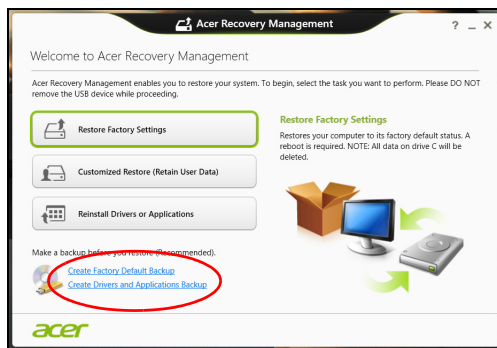 Acer Recovery Management
? _ X
Welcome to Acer Recovery Management
Acer Recovery Management enables you to restore your system. To begin, select the task you want to perform. Please DO NOT
remove the USB device while proceeding.
Restore Factory Settings
Customized Restore (Retain User Data)
Reinstall Drivers or Applications
Restore Factory Settings
Restores your computer to its factory default status. A
reboot is required. NOTE: All data on drive C will be
deleted.
Make a backup before you restore (Recommended).
Create Factory Default Backup
Create Drivers and Applications Backup
acer